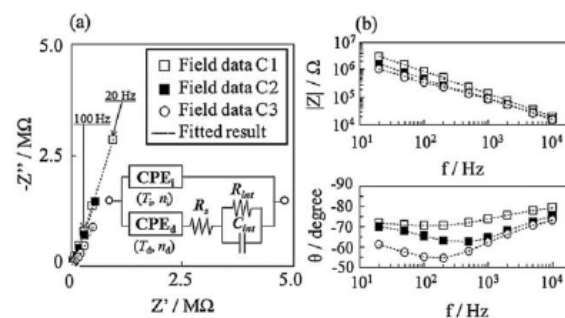 (a)
5.0
2.5
0
-Z'' / MΩ
20 Hz
100 Hz
Field data C1
Field data C2
Field data C3
Fitted result
CPEi
(Ti, ni)
CPEd
(Td, nd)
Rs
Rint
Cint
0 2.5 5.0
Z' / MΩ
(b)
|Z| / Ω
10^7
10^6
10^5
10^4
10^1 10^2 10^3 10^4
f / Hz
θ / degree
-90
-80
-70
-60
-50
10^1 10^2 10^3 10^4
f / Hz